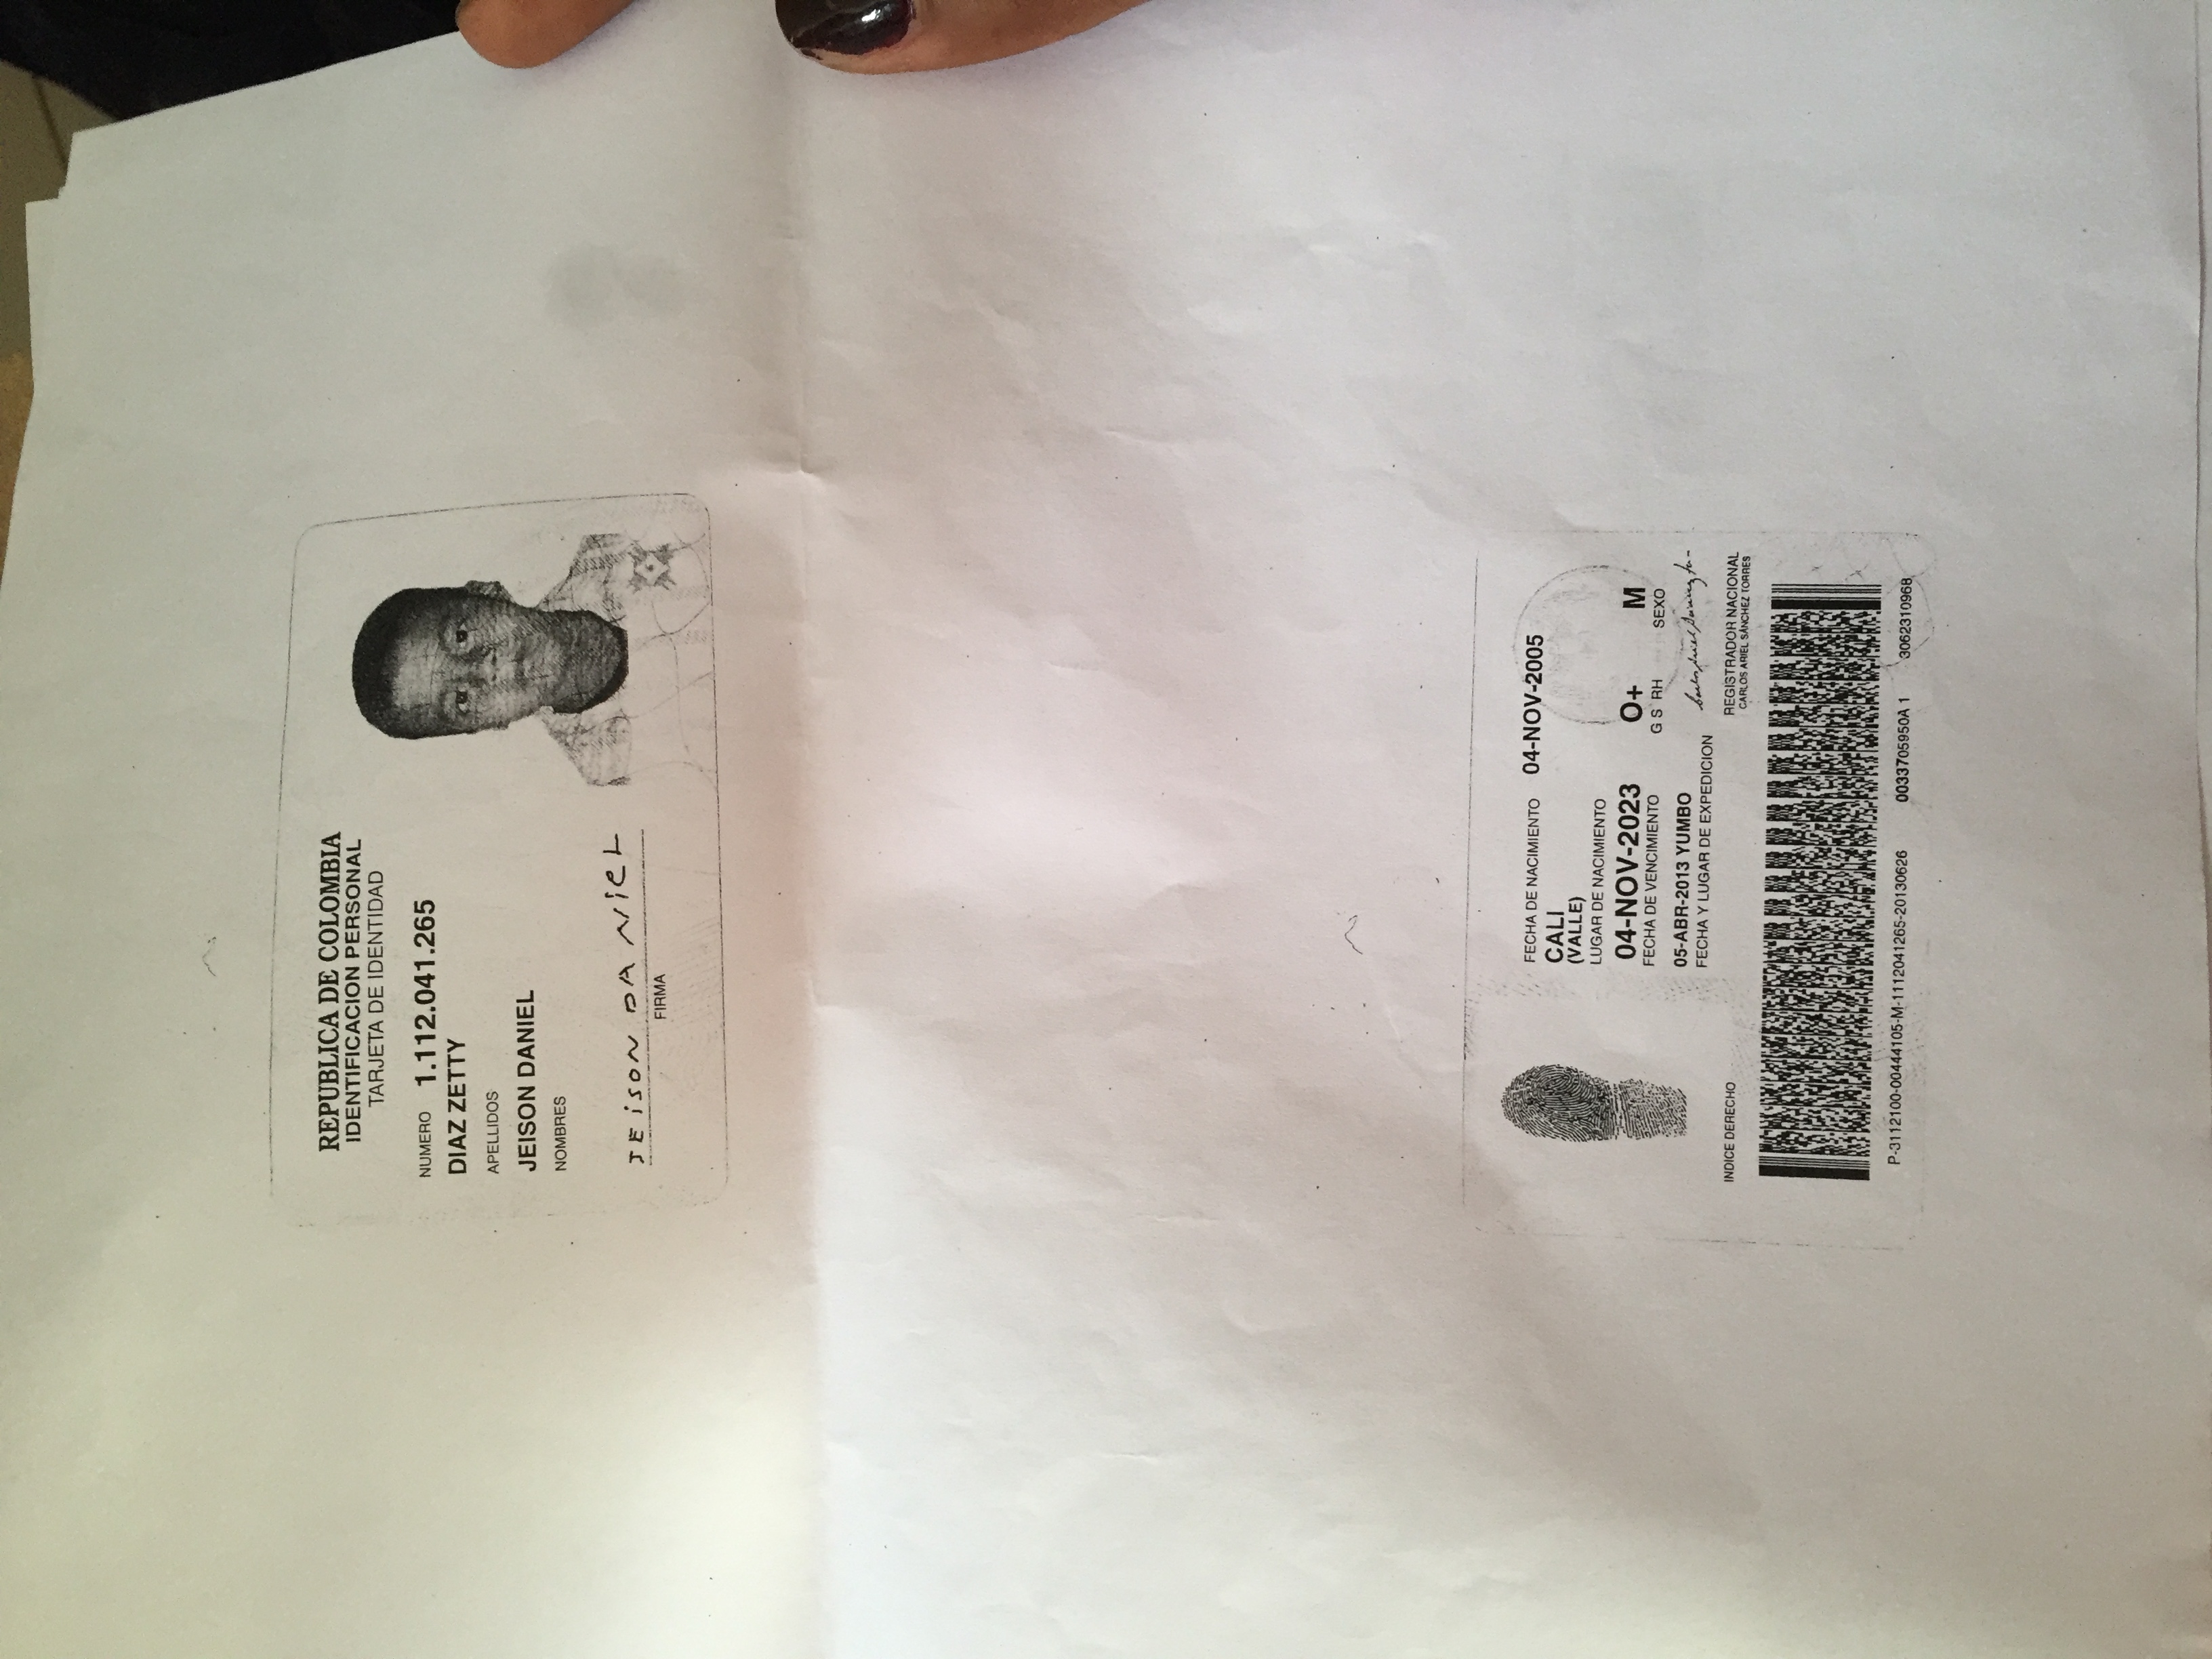 REPUBLICA DE COLOMBIA
IDENTIFICACION PERSONAL
TARJETA DE IDENTIDAD
NUMERO 1.112.041.265
DIAZ ZETTY
APELLIDOS
JEISON DANIEL
NOMBRES
JEISON DANIEL
FIRMA
FECHA DE NACIMIENTO 04-NOV-2005
CALI
(VALLE)
LUGAR DE NACIMIENTO
04-NOV-2023 O+ M
FECHA DE VENCIMIENTO G S RH SEXO
05-ABR-2013 YUMBO
FECHA Y LUGAR DE EXPEDICION
INDICE DERECHO
REGISTRADOR NACIONAL
CARLOS ARIEL SÁNCHEZ TORRES
P-3112100-00444105-M-1112041265-20130626 0033705950A 1 3062310968